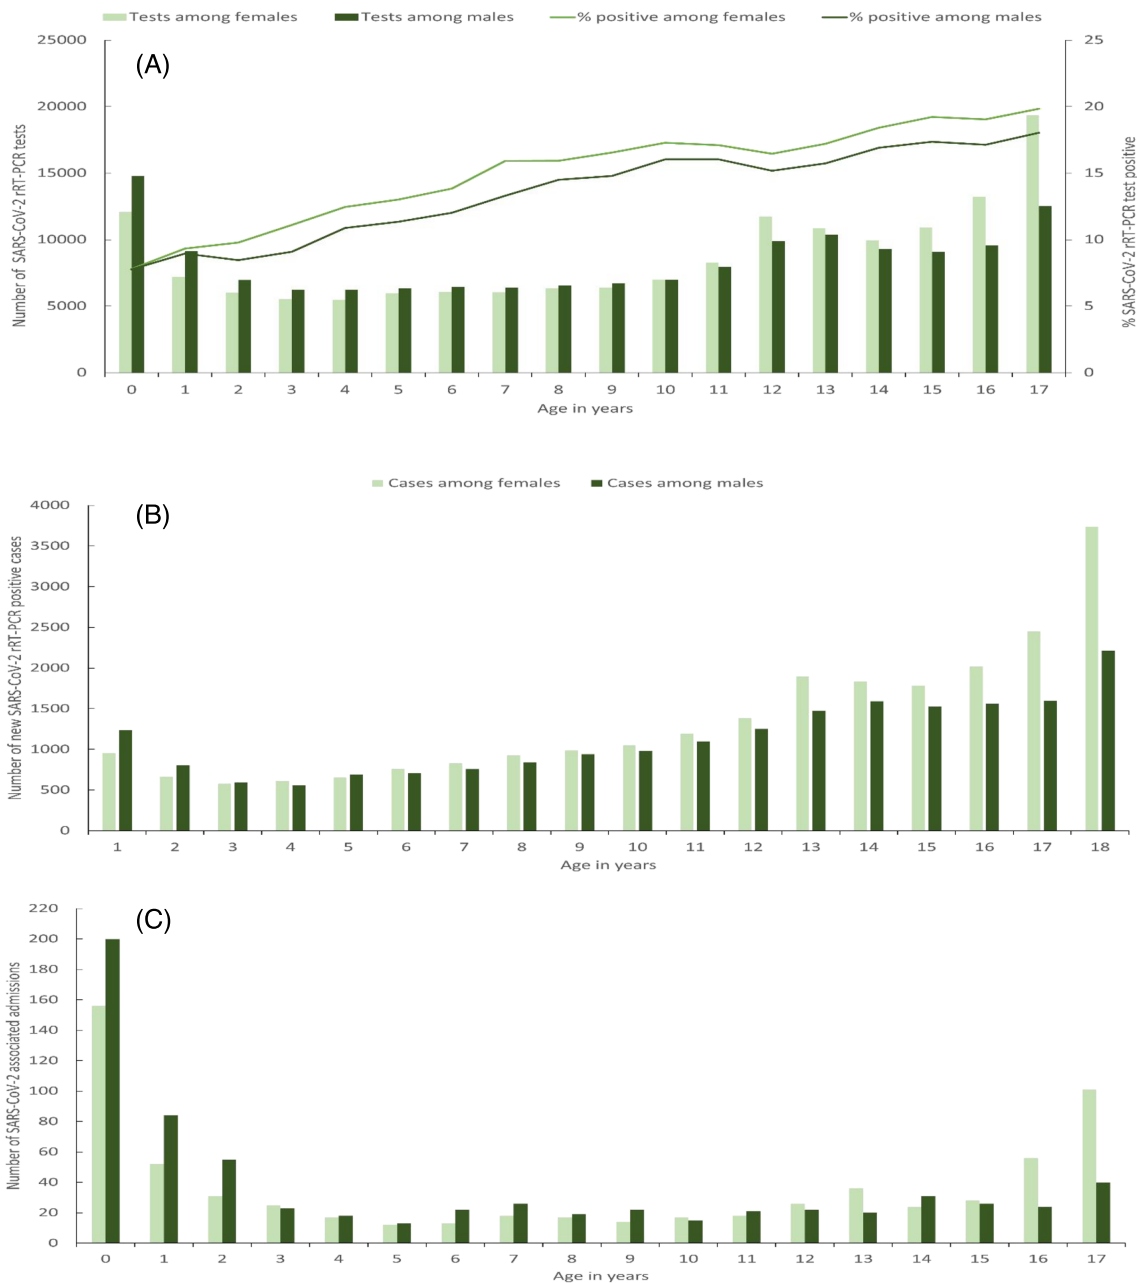 Tests among females Tests among males % positive among females % positive among males
(A)
25000 20000 15000 10000 5000 0
Number of SARS-CoV-2 rRT-PCR tests
25 20 15 10 5 0
% SARS-CoV-2 rRT-PCR test positive
0 1 2 3 4 5 6 7 8 9 10 11 12 13 14 15 16 17
Age in years
Cases among females Cases among males
(B)
4000 3500 3000 2500 2000 1500 1000 500 0
Number of new SARS-CoV-2 rRT-PCR positive cases
1 2 3 4 5 6 7 8 9 10 11 12 13 14 15 16 17 18
Age in years
(C)
220 200 180 160 140 120 100 80 60 40 20 0
Number of SARS-CoV-2 associated admissions
0 1 2 3 4 5 6 7 8 9 10 11 12 13 14 15 16 17
Age in years